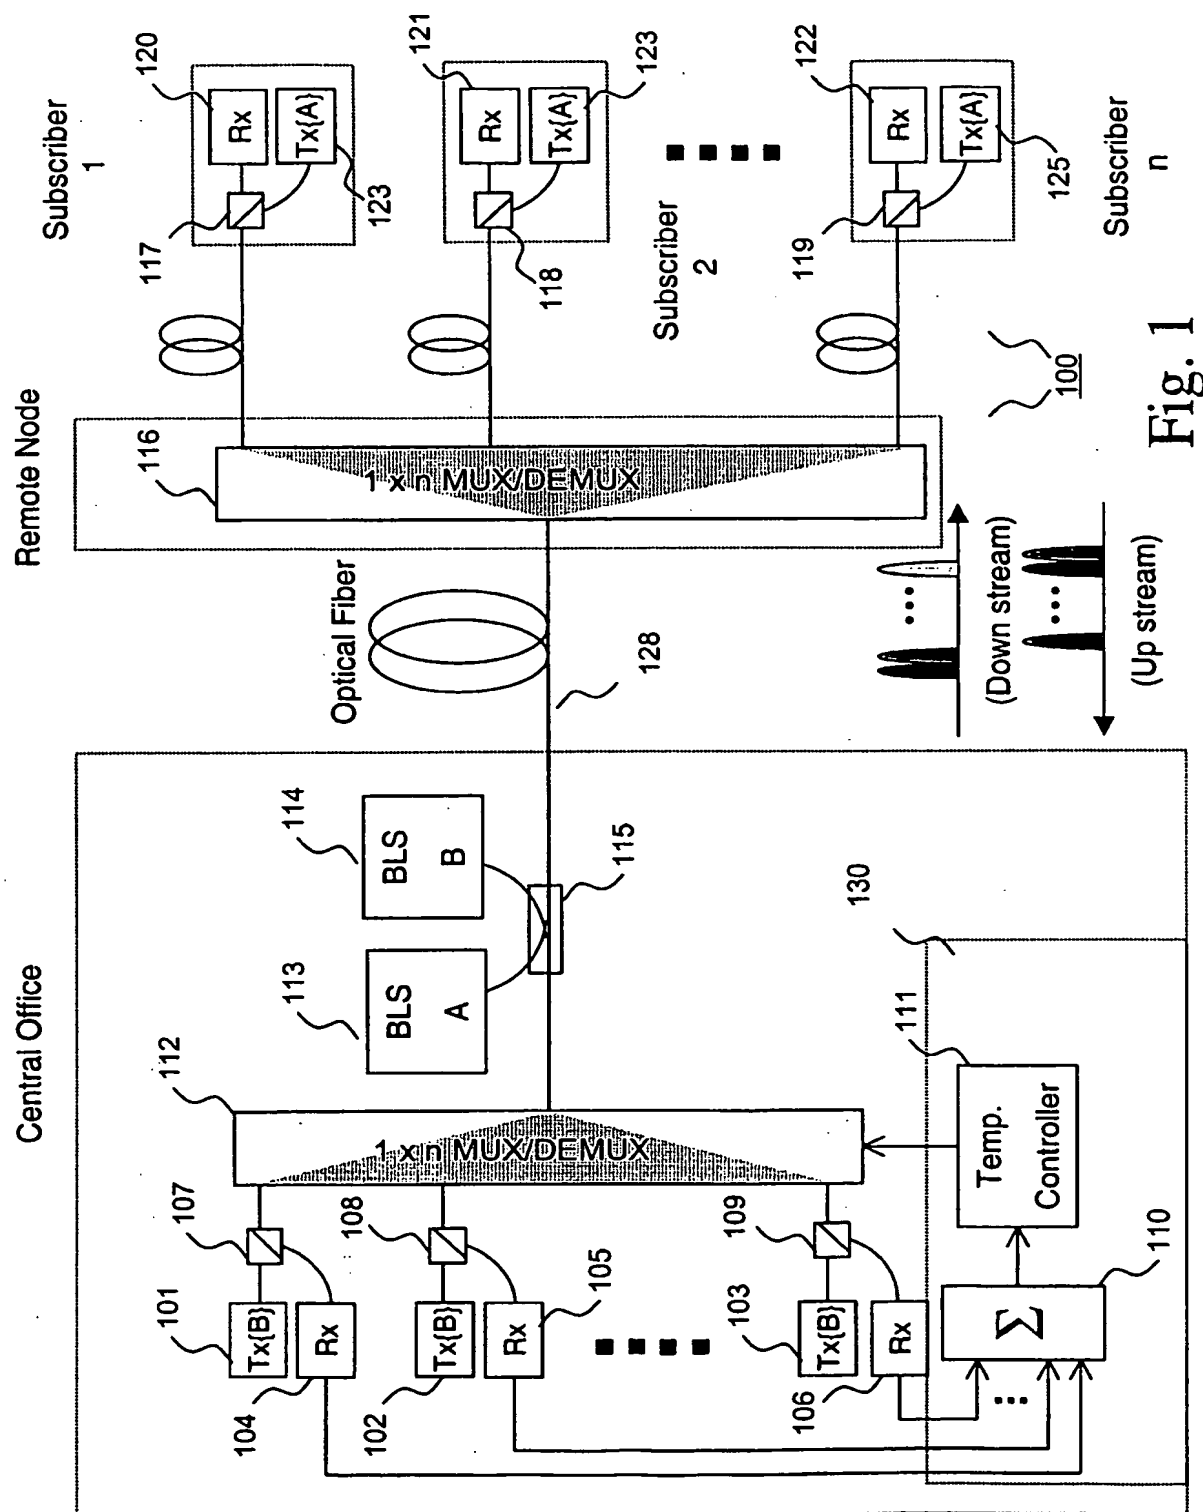 Central Office
Remote Node
Subscriber
1
101
Tx{B}
104
Rx
107
112
1 x n MUX/DEMUX
102
Tx{B}
Rx
105
108
103
Tx{B}
106
Rx
109
113
BLS
A
114
BLS
B
115
Optical Fiber
128
116
1 x n MUX/DEMUX
117
120
Rx
Tx{A}
123
118
121
Rx
Tx{A}
123
Subscriber
2
119
122
Rx
Tx{A}
125
Subscriber
n
Σ
110
Temp.
Controller
111
130
(Down stream)
(Up stream)
100
Fig. 1